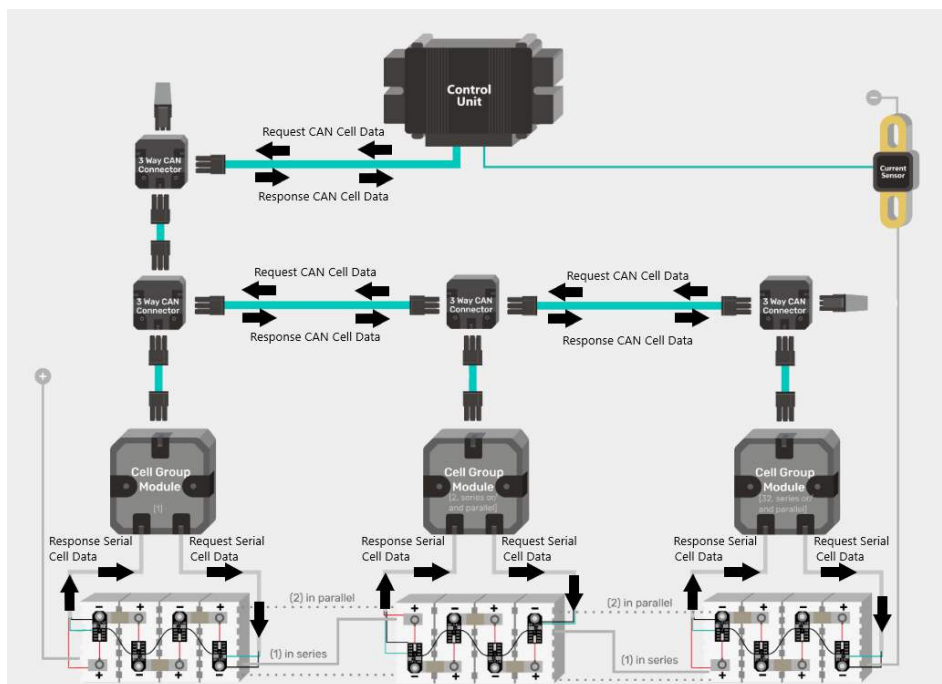 Control
Unit
Request CAN Cell Data
Response CAN Cell Data
3 Way CAN
Connector
Current
Sensor
Request CAN Cell Data
Request CAN Cell Data
3 Way CAN
Connector
3 Way CAN
Connector
3 Way CAN
Connector
Response CAN Cell Data
Response CAN Cell Data
+
−
Cell Group
Module
[1]
Cell Group
Module
[2, series on
and parallel]
Cell Group
Module
[32, series on
and parallel]
Response Serial
Cell Data
Request Serial
Cell Data
Response Serial
Cell Data
Request Serial
Cell Data
Response Serial
Cell Data
Request Serial
Cell Data
(2) in parallel
(2) in parallel
(1) in series
(1) in series
− + − +
+ − + −
− + − +
+ − + −
+ − + −
− + − +